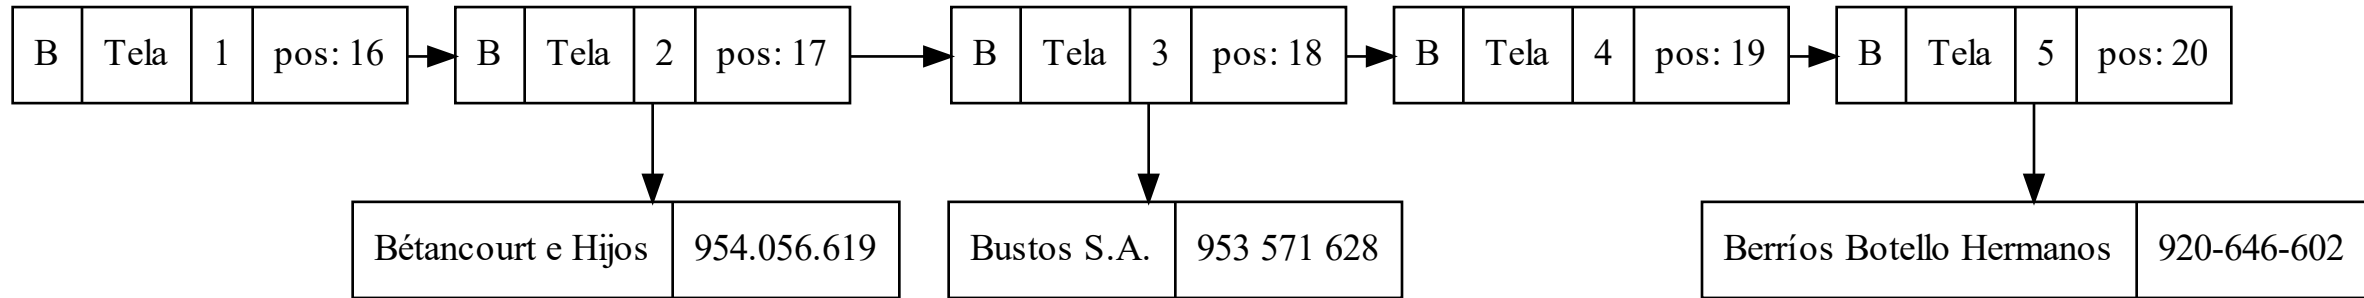 B Tela 1 pos: 16 B Tela 2 pos: 17 B Tela 3 pos: 18 B Tela 4 pos: 19 B Tela 5 pos: 20
Bétancourt e Hijos 954.056.619 Bustos S.A. 953 571 628 Berríos Botello Hermanos 920-646-602